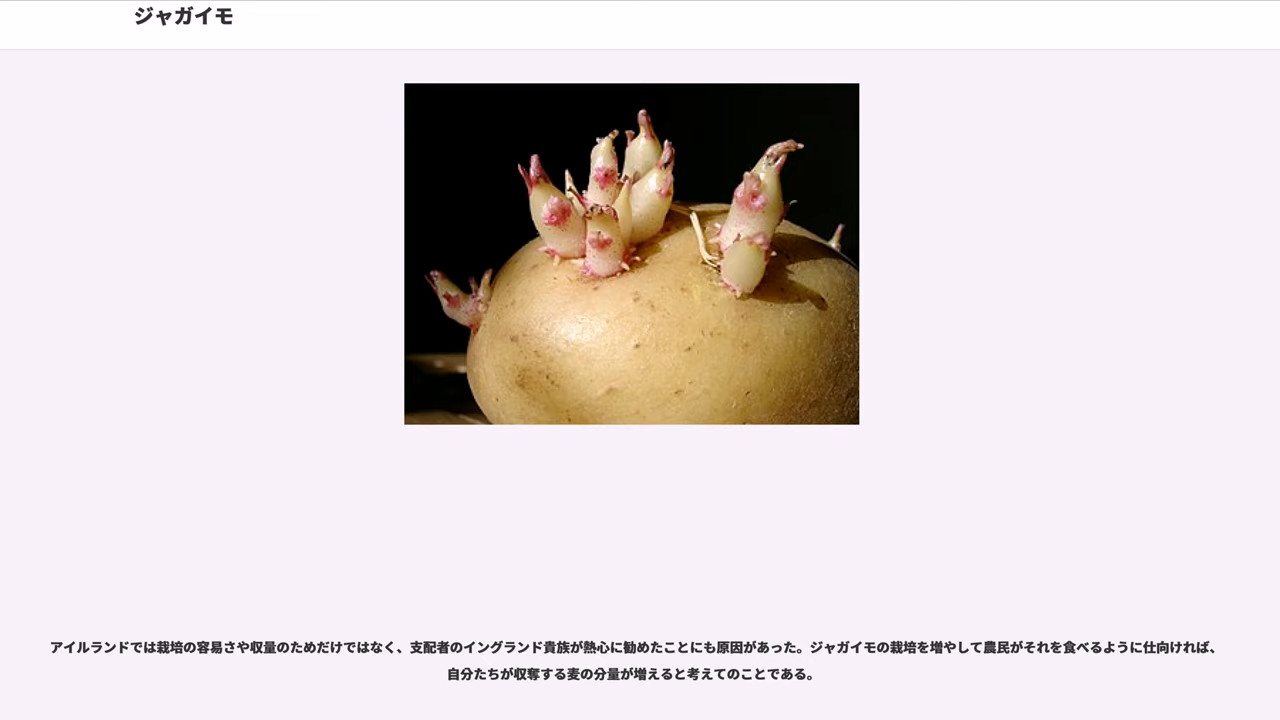 ジャガイモ
アイルランドでは栽培の容易さや収量のためだけではなく、支配者のイングランド貴族が熱心に勧めたことにも原因があった。ジャガイモの栽培を増やして農民がそれを食べるように仕向ければ、
自分たちが収奪する麦の分量が増えると考えてのことである。